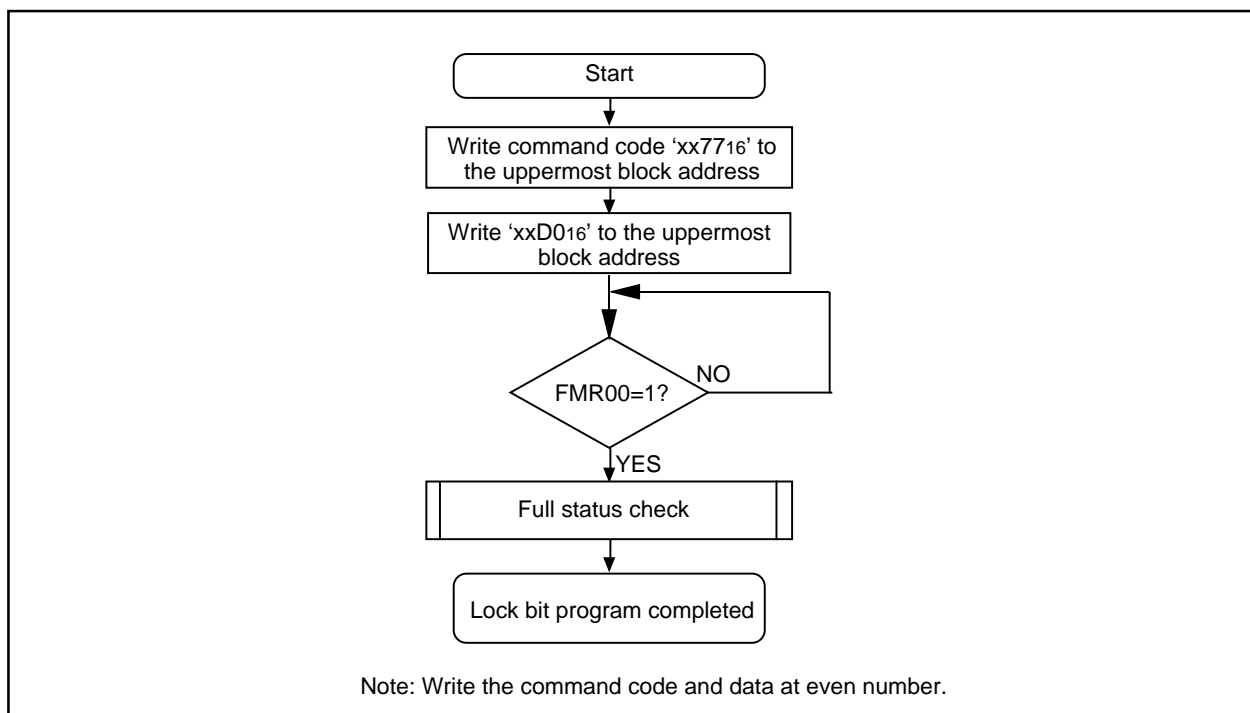 Start
Write command code ‘xx7716’ to
the uppermost block address
Write ‘xxD016’ to the uppermost
block address
FMR00=1?
NO
YES
Full status check
Lock bit program completed
Note: Write the command code and data at even number.